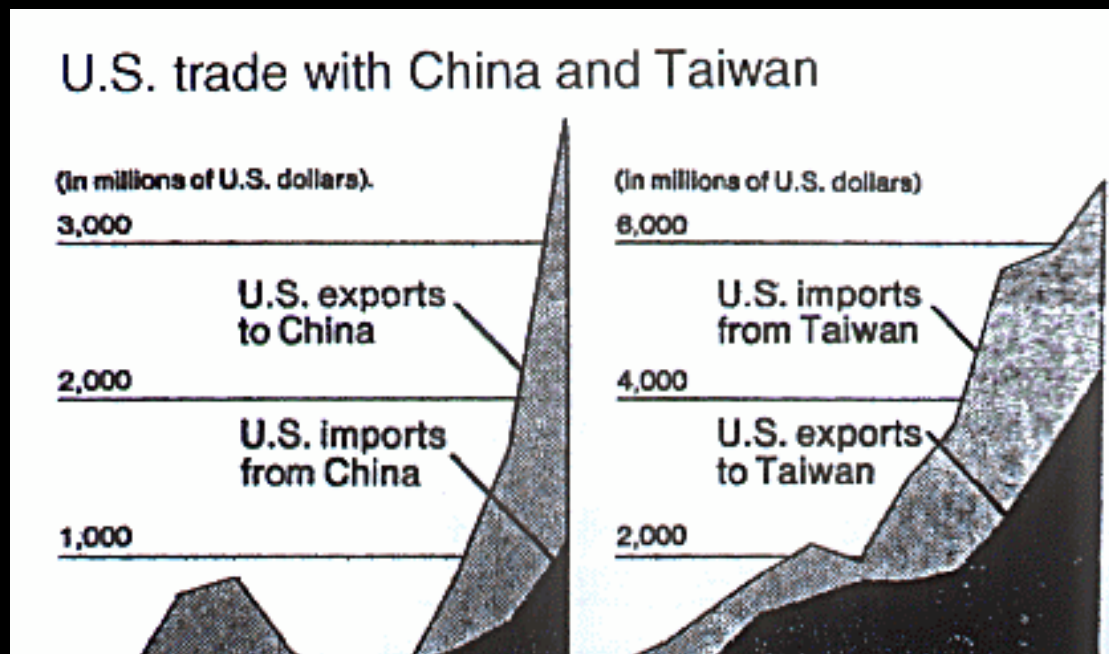 U.S. trade with China and Taiwan
(in millions of U.S. dollars).
3,000
U.S. exports
to China
2,000
U.S. imports
from China
1,000
(in millions of U.S. dollars)
6,000
U.S. imports
from Taiwan
4,000
U.S. exports
to Taiwan
2,000